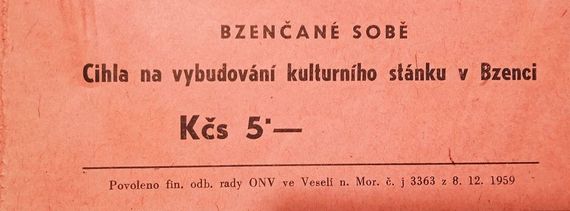 BZENČANÉ SOBĚ
Cihla na vybudování kulturního stánku v Bzenci
Kčs 5·—
Povoleno fin. odb. rady ONV ve Veselí n. Mor. č. j 3363 z 8. 12. 1959